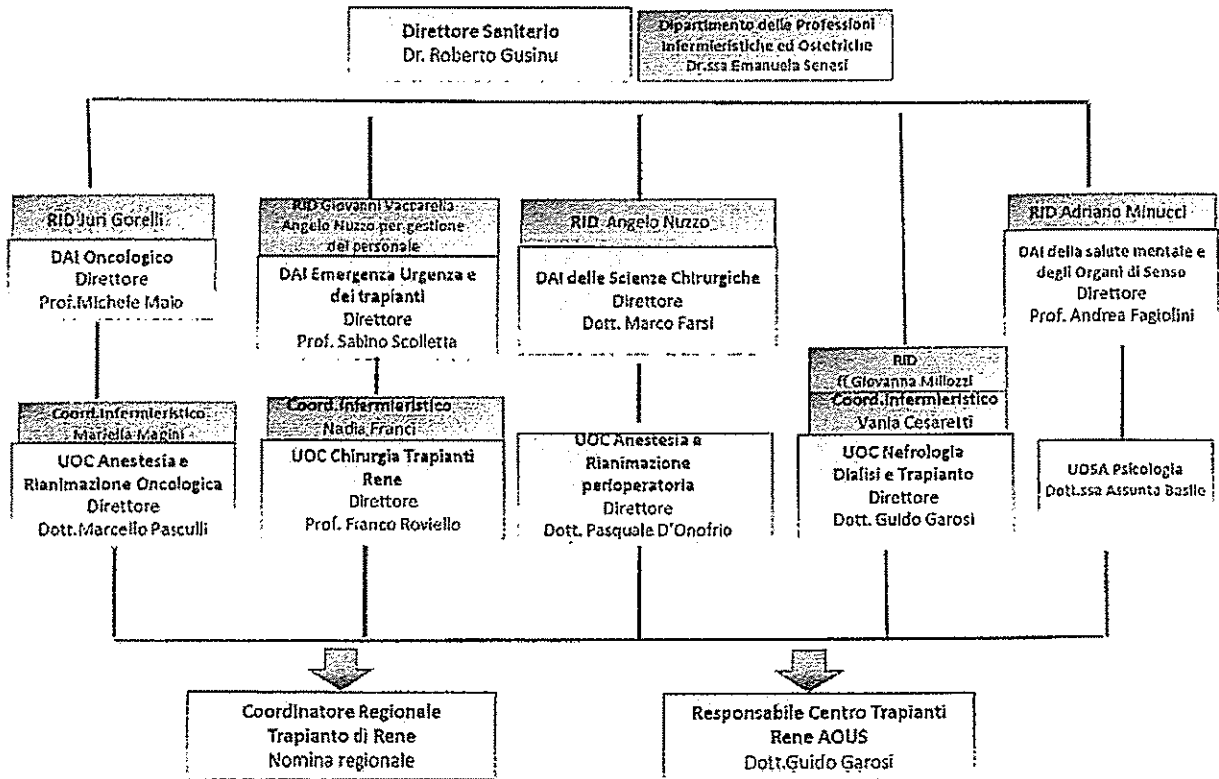 Direttore Sanitario
Dr. Roberto Gusinu
Dipartimento delle Professioni
Infermieristiche ed Ostetriche
Dr.ssa Emanuela Senesi
RID Juri Gorelli
DAI Oncologico
Direttore
Prof.Michele Maio
RID Giovanni Vaccarella
Angelo Nuzzo per gestione
del personale
DAI Emergenza Urgenza e
dei trapianti
Direttore
Prof. Sabino Scolletta
RID Angelo Nuzzo
DAI delle Scienze Chirurgiche
Direttore
Dott. Marco Farsi
RID Adriano Minucci
DAI della salute mentale e
degli Organi di Senso
Direttore
Prof. Andrea Fagiolini
Coord.Infermieristico
Mariella Magini
UOC Anestesia e
Rianimazione Oncologica
Direttore
Dott.Marcello Pasculli
Coord.Infermieristico
Nadia Franci
UOC Chirurgia Trapianti
Rene
Direttore
Prof. Franco Roviello
UOC Anestesia e
Rianimazione
perioperatoria
Direttore
Dott. Pasquale D'Onofrio
RID
ff Giovanna Millozzi
Coord.Infermieristico
Vania Cesaretti
UOC Nefrologia
Dialisi e Trapianto
Direttore
Dott. Guido Garosi
UOSA Psicologia
Dott.ssa Assunta Basile
Coordinatore Regionale
Trapianto di Rene
Nomina regionale
Responsabile Centro Trapianti
Rene AOUS
Dott.Guido Garosi